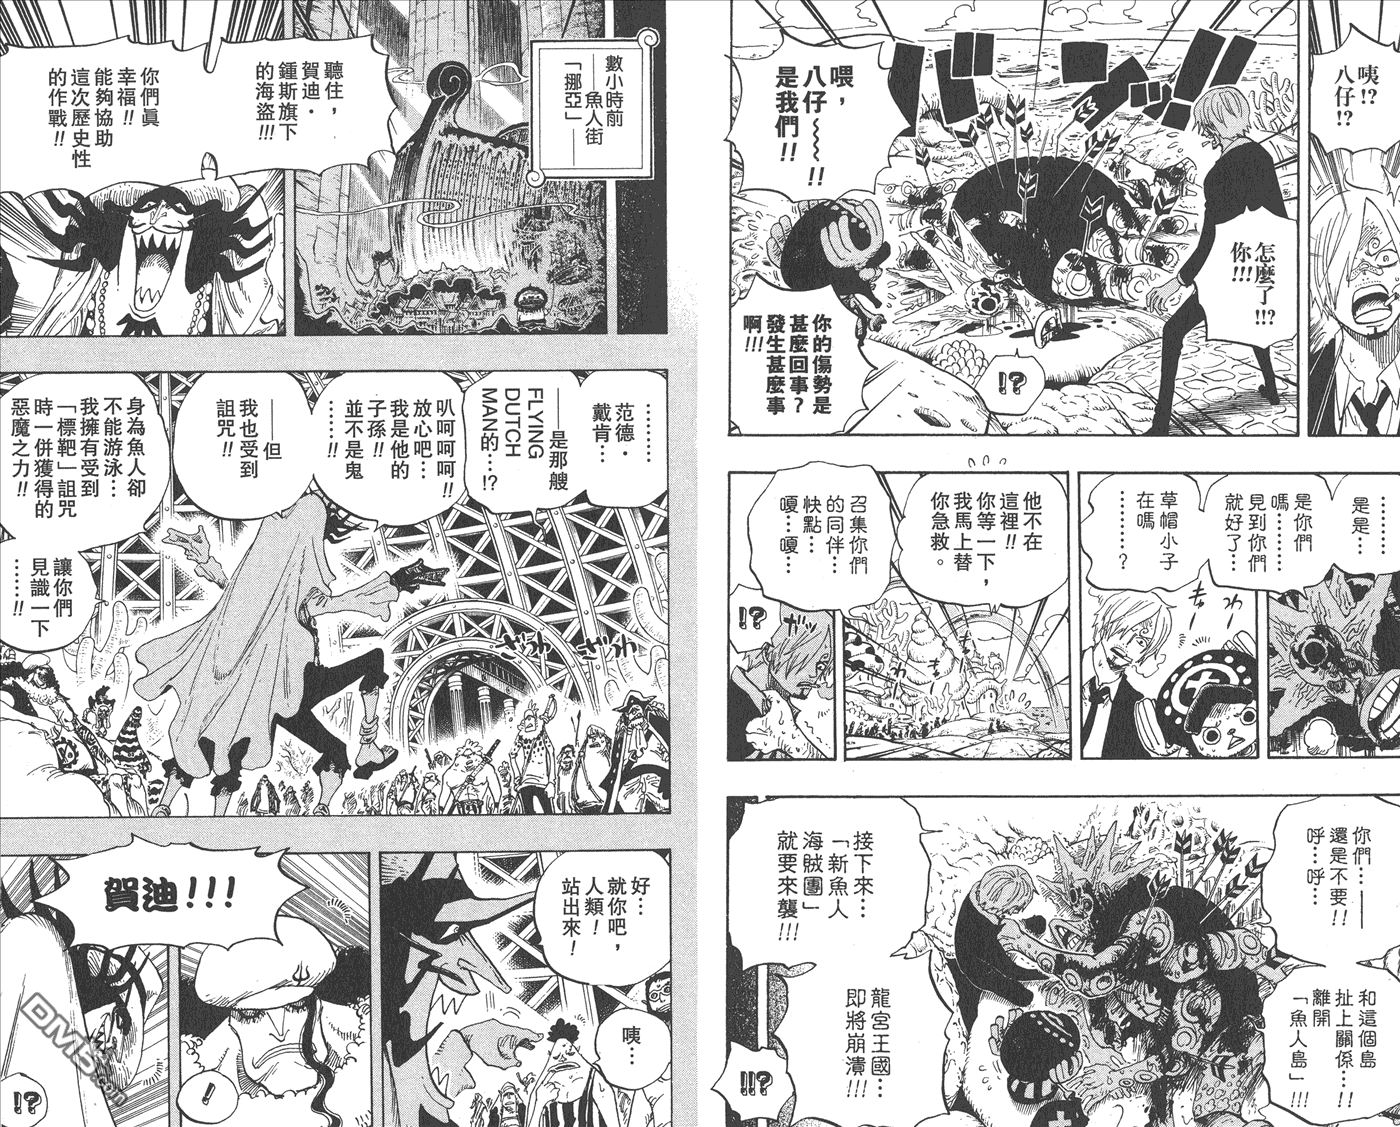 咦!?
八仔!?
喂，
八仔～～～!!
是我們!!
怎麼了!!?
你!!!
你的傷勢是
甚麼回事？
發生甚麼事
啊!!!
!?
是…
是…
是你們
嗎……
見到你們
就好了…
草帽小子
在嗎…
……？
他不在
這裡!!
你等一下，
我馬上替
你急救。
召集你們
的同伴…
快點…
嗄…嗄…
!?
你們…
還是不要!!
呼…呼…
和這個島
扯上關係…!!
離開
「魚人島」!!!
接下來…
「新魚人
海賊團」
就要來襲!!!
龍宮王國…
即將崩潰!!!
!!?
數小時前
——魚人街
「挪亞」——
聽住，
賀迪·
鍾斯旗下
的海盜!!!
你們真
幸福!!
能夠協助
這次歷史性
的作戰!!
………
范德·
戴肯…
——是那艘
FLYING
DUTCH
MAN的…!?
叭呵呵呵!!
放心吧…
我是他的
子孫!!
並不是鬼
——但
我也受到
詛咒!!
身為魚人卻
不能游泳…
我擁有受到
「標靶」詛咒
時一併獲得的
惡魔之力!!
讓你們
見識一下
……!!
好…
就你吧，
人類！
站出來！
咦…
賀迪!!!
!
!?
DMI5.com